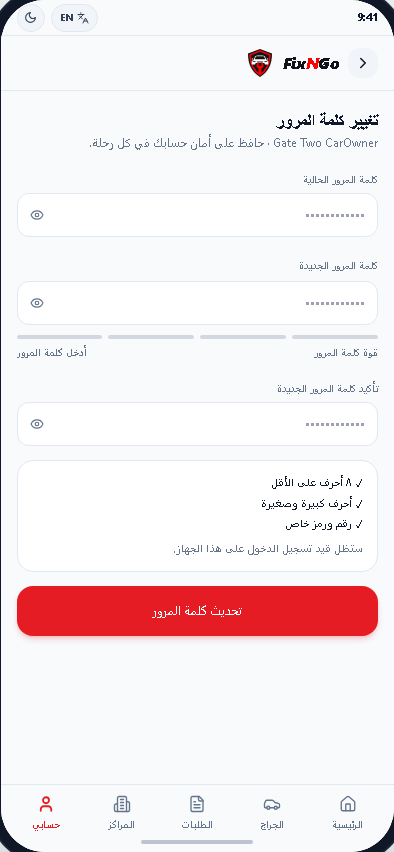 9:41
EN
FixNGo
تغيير كلمة المرور
Gate Two CarOwner · حافظ على أمان حسابك في كل رحلة.
كلمة المرور الحالية
كلمة المرور الجديدة
قوة كلمة المرور
أدخل كلمة المرور
تأكيد كلمة المرور الجديدة
✓ ٨ أحرف على الأقل
✓ أحرف كبيرة وصغيرة
✓ رقم ورمز خاص
ستظل قيد تسجيل الدخول على هذا الجهاز.
تحديث كلمة المرور
الرئيسية
الجراج
الطلبات
المراكز
حسابي